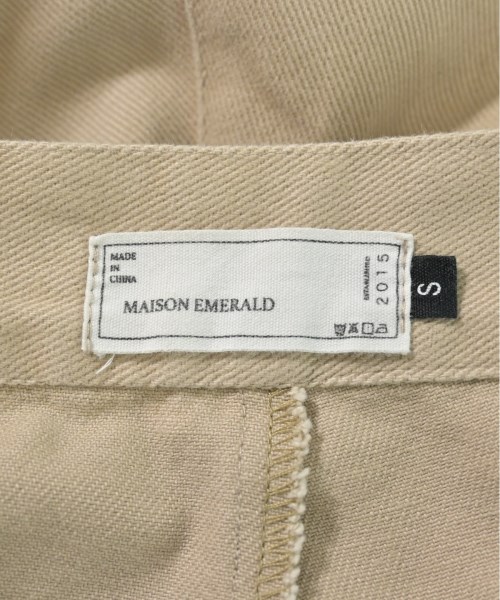 MADE
IN
CHINA
MAISON EMERALD
ESTABLISHED
2015
S